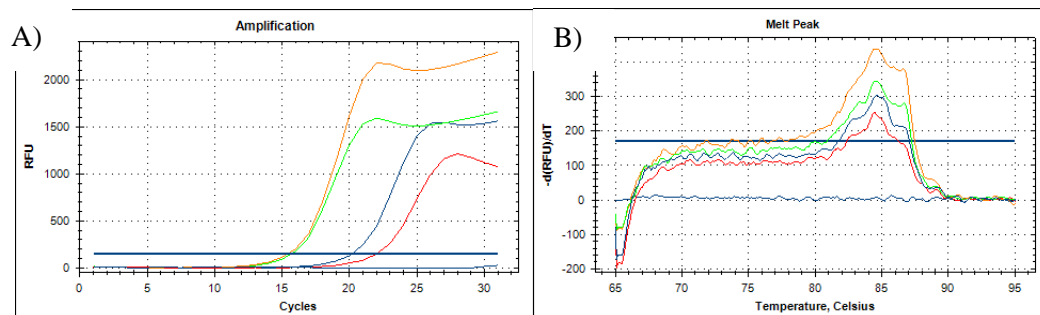 A)
Amplification
2000
1500
1000
500
0
RFU
0 5 10 15 20 25 30
Cycles
B)
Melt Peak
300
200
100
0
-100
-200
-d(RFU)/dT
65 70 75 80 85 90 95
Temperature, Celsius